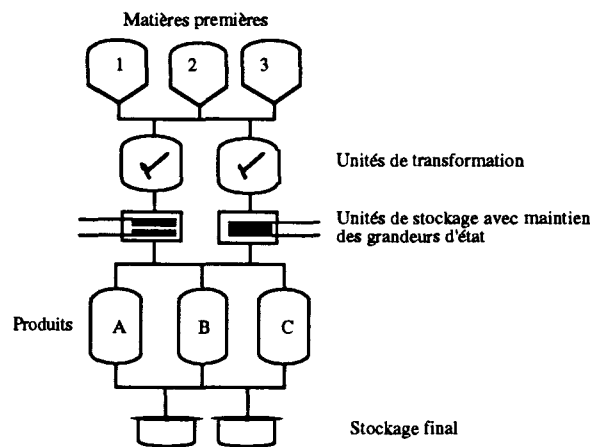 Matières premières
1 2 3
Unités de transformation
Unités de stockage avec maintien
des grandeurs d'état
Produits A B C
Stockage final